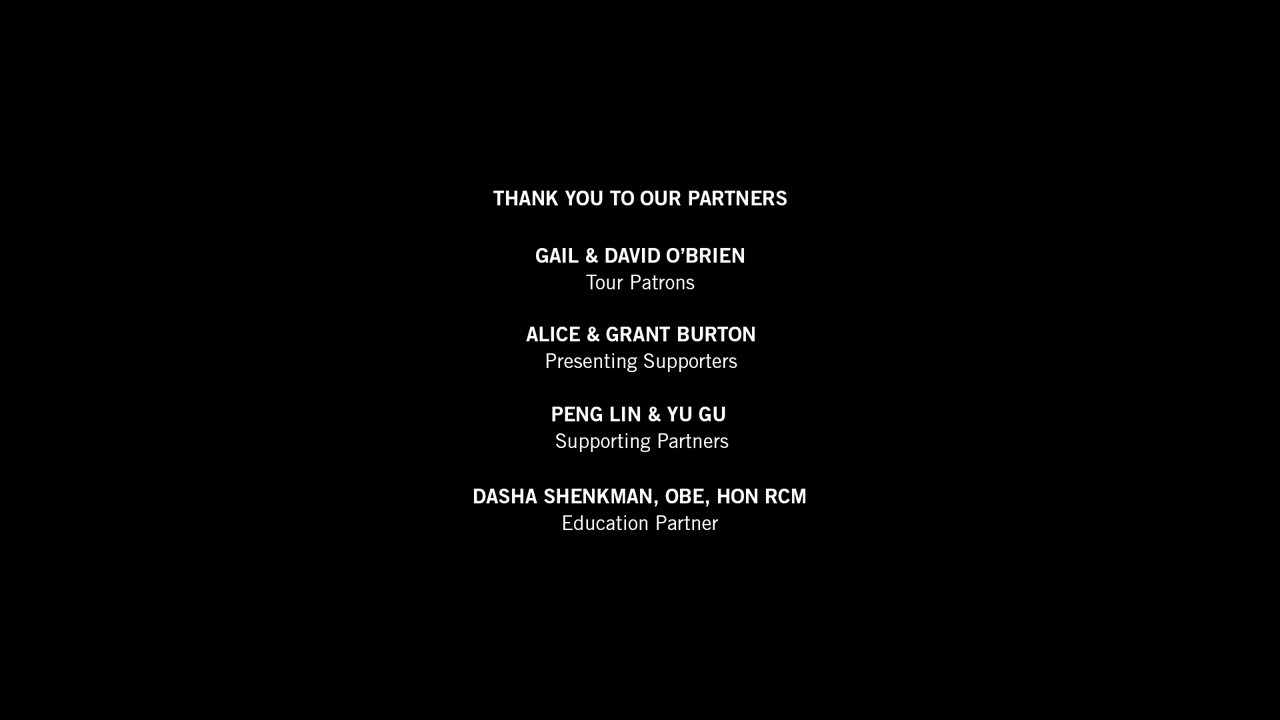 THANK YOU TO OUR PARTNERS
GAIL & DAVID O’BRIEN
Tour Patrons
ALICE & GRANT BURTON
Presenting Supporters
PENG LIN & YU GU
Supporting Partners
DASHA SHENKMAN, OBE, HON RCM
Education Partner